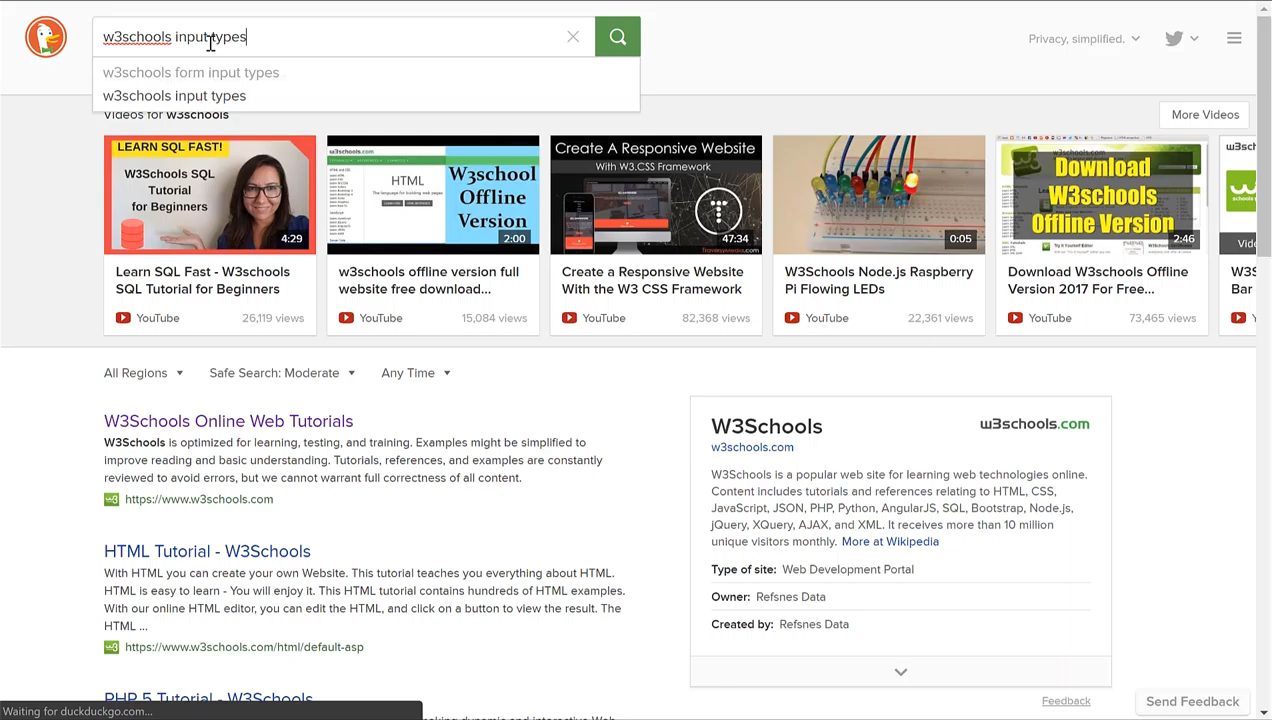 w3schools input types
Privacy, simplified.
w3schools form input types
w3schools input types
Videos for w3schools
More Videos
LEARN SQL FAST!
W3Schools SQL
Tutorial
for Beginners
4:29
w3schools.com
HTML
The language for building web pages
W3school
Offline
Version
2:00
Create A Responsive Website
With W3.CSS Framework
47:34
0:05
Download
W3schools
Offline Version
2:46
Learn SQL Fast - W3schools
SQL Tutorial for Beginners
YouTube 26,119 views
w3schools offline version full
website free download...
YouTube 15,084 views
Create a Responsive Website
With the W3 CSS Framework
YouTube 82,368 views
W3Schools Node.js Raspberry
Pi Flowing LEDs
YouTube 22,361 views
Download W3schools Offline
Version 2017 For Free...
YouTube 73,465 views
W3S
Bar
All Regions Safe Search: Moderate Any Time
W3Schools Online Web Tutorials
W3Schools is optimized for learning, testing, and training. Examples might be simplified to
improve reading and basic understanding. Tutorials, references, and examples are constantly
reviewed to avoid errors, but we cannot warrant full correctness of all content.
https://www.w3schools.com
HTML Tutorial - W3Schools
With HTML you can create your own Website. This tutorial teaches you everything about HTML.
HTML is easy to learn - You will enjoy it. This HTML tutorial contains hundreds of HTML examples.
With our online HTML editor, you can edit the HTML, and click on a button to view the result. The
HTML ...
https://www.w3schools.com/html/default-asp
PHP 5 Tutorial - W3Schools
W3Schools
w3schools.com
w3schools.com
W3Schools is a popular web site for learning web technologies online.
Content includes tutorials and references relating to HTML, CSS,
JavaScript, JSON, PHP, Python, AngularJS, SQL, Bootstrap, Node.js,
jQuery, XQuery, AJAX, and XML. It receives more than 10 million
unique visitors monthly. More at Wikipedia
Type of site: Web Development Portal
Owner: Refsnes Data
Created by: Refsnes Data
Feedback
Send Feedback
Waiting for duckduckgo.com...